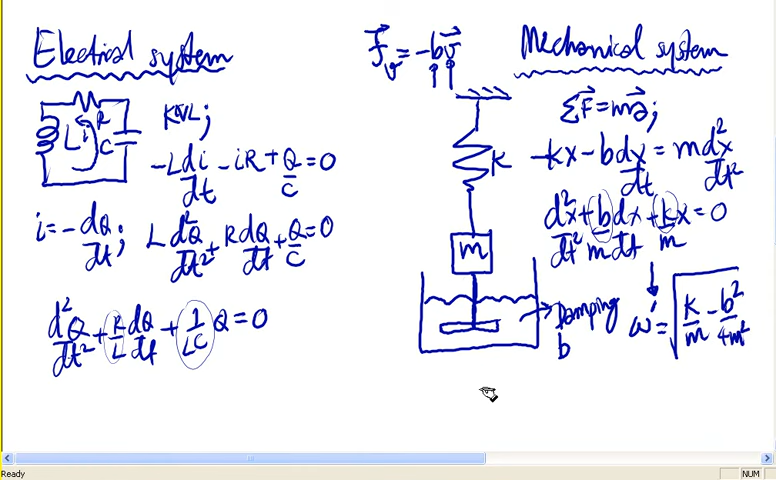 Electrical system
R
L i C
KVL;
-L di/dt - iR + Q/C = 0
i = -dQ/dt; L d²Q/dt² + R dQ/dt + Q/C = 0
d²Q/dt² + R/L dQ/dt + 1/LC Q = 0
f⃗v = -bv⃗
Mechanical system
K
m
Damping
b
ΣF⃗ = ma⃗;
-kx - b dx/dt = m d²x/dt²
d²x/dt² + b/m dx/dt + k/m x = 0
ω' = √(k/m - b²/4m²)
Ready
NUM